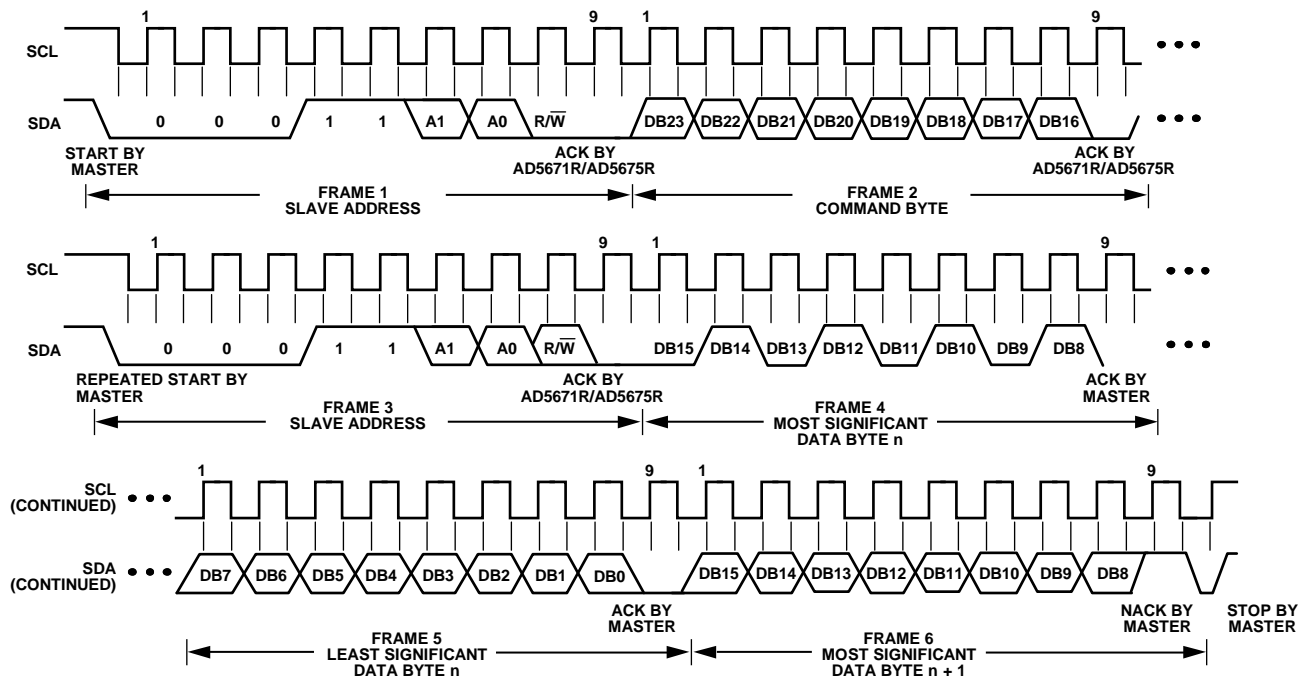 1 9 1 9
SCL
SDA 0 0 0 1 1 A1 A0 R/W̅ DB23 DB22 DB21 DB20 DB19 DB18 DB17 DB16
START BY
MASTER
ACK BY
AD5671R/AD5675R
ACK BY
AD5671R/AD5675R
FRAME 1
SLAVE ADDRESS
FRAME 2
COMMAND BYTE
1 9 1 9
SCL
SDA 0 0 0 1 1 A1 A0 R/W̅ DB15 DB14 DB13 DB12 DB11 DB10 DB9 DB8
REPEATED START BY
MASTER
ACK BY
AD5671R/AD5675R
ACK BY
MASTER
FRAME 3
SLAVE ADDRESS
FRAME 4
MOST SIGNIFICANT
DATA BYTE n
1 9 1 9
SCL
(CONTINUED)
SDA
(CONTINUED)
DB7 DB6 DB5 DB4 DB3 DB2 DB1 DB0 DB15 DB14 DB13 DB12 DB11 DB10 DB9 DB8
ACK BY
MASTER
NACK BY
MASTER
STOP BY
MASTER
FRAME 5
LEAST SIGNIFICANT
DATA BYTE n
FRAME 6
MOST SIGNIFICANT
DATA BYTE n + 1